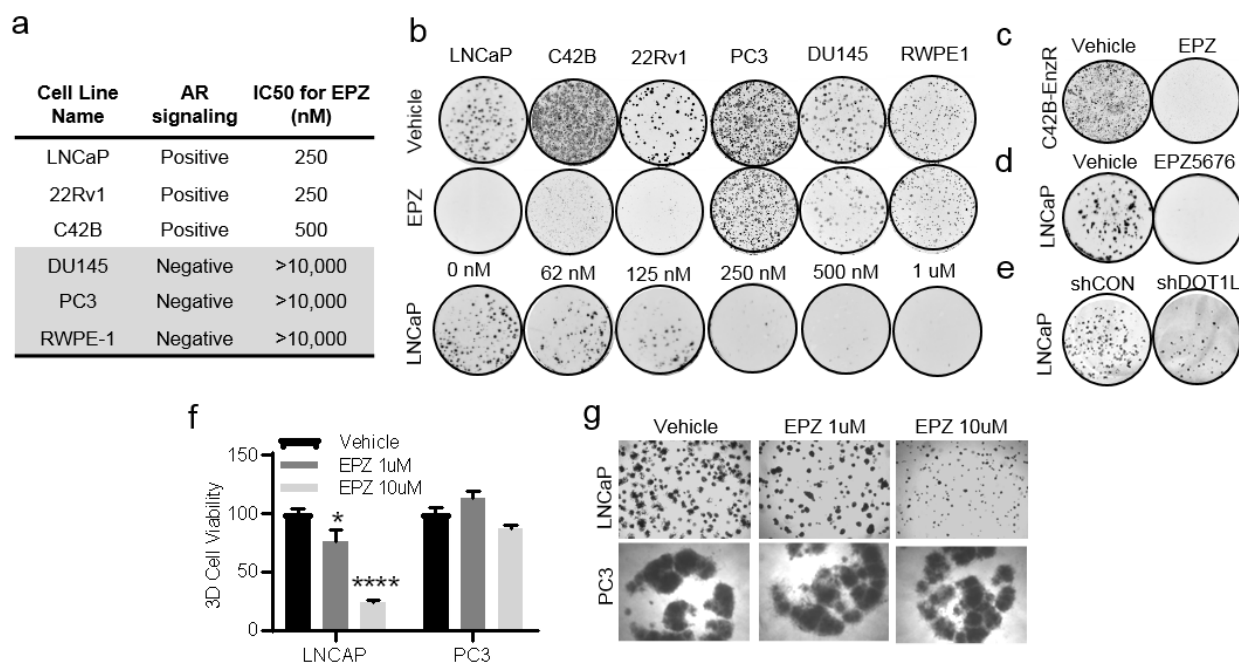 a
Cell Line Name AR signaling IC50 for EPZ (nM)
LNCaP Positive 250
22Rv1 Positive 250
C42B Positive 500
DU145 Negative >10,000
PC3 Negative >10,000
RWPE-1 Negative >10,000
b
LNCaP C42B 22Rv1 PC3 DU145 RWPE1
Vehicle
EPZ
0 nM 62 nM 125 nM 250 nM 500 nM 1 uM
LNCaP
c
Vehicle EPZ
C42B-EnzR
d
Vehicle EPZ5676
LNCaP
e
shCON shDOT1L
LNCaP
f
Vehicle
EPZ 1uM
EPZ 10uM
3D Cell Viability
150
100
50
0
*
****
LNCAP PC3
g
Vehicle EPZ 1uM EPZ 10uM
LNCaP
PC3